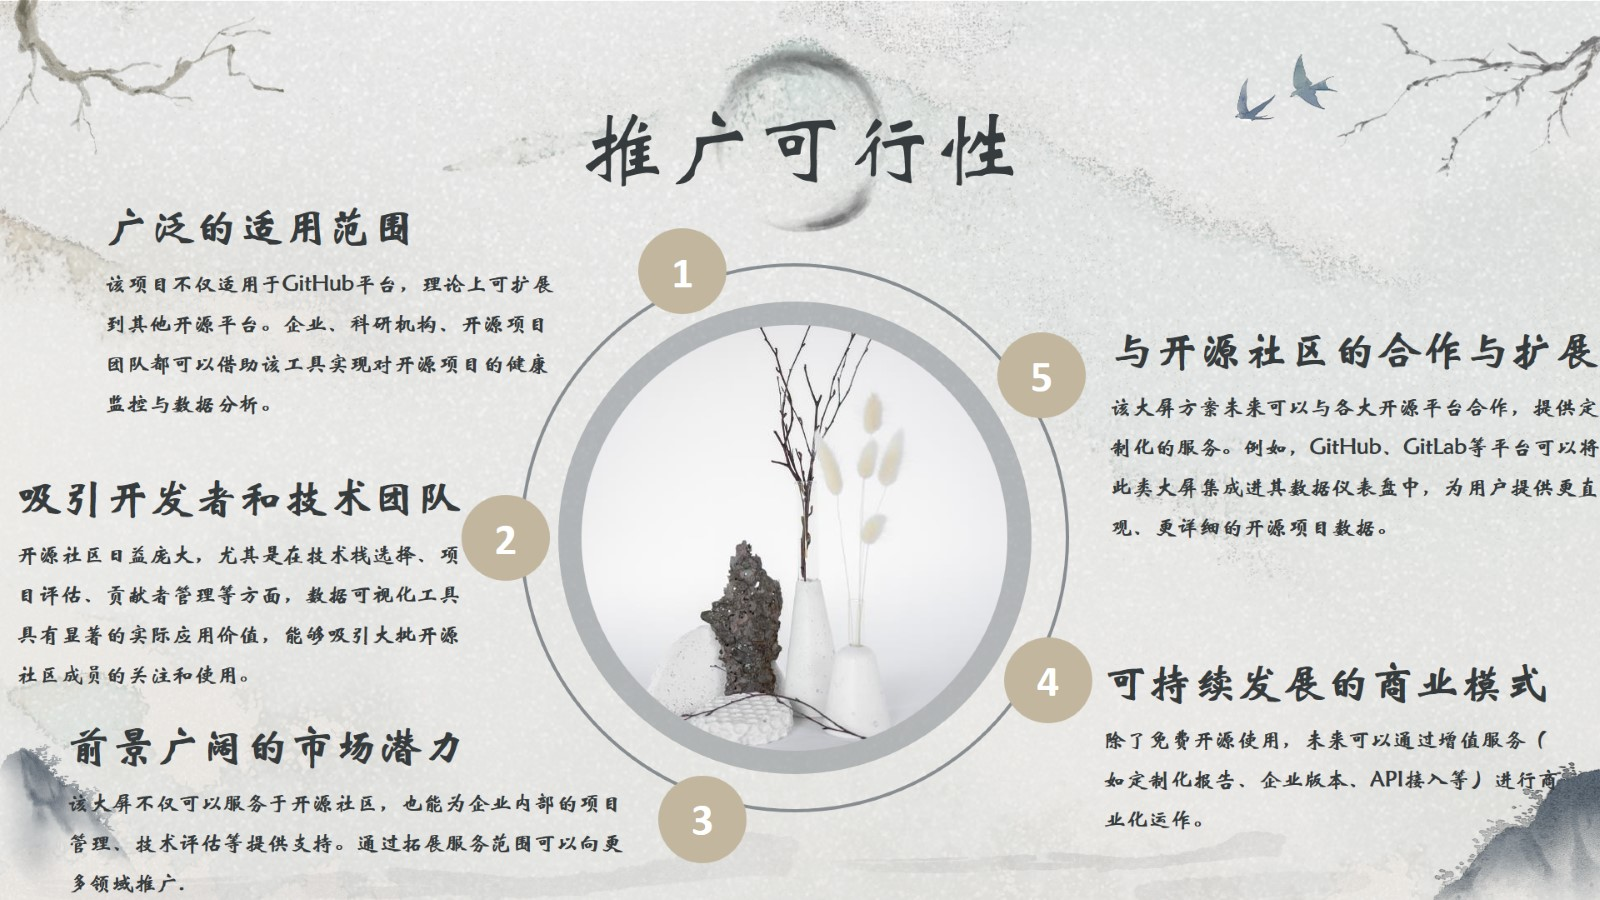 推广可行性
1
广泛的适用范围
该项目不仅适用于GitHub平台，理论上可扩展
到其他开源平台。企业、科研机构、开源项目
团队都可以借助该工具实现对开源项目的健康
监控与数据分析。
2
吸引开发者和技术团队
开源社区日益庞大，尤其是在技术栈选择、项
目评估、贡献者管理等方面，数据可视化工具
具有显著的实际应用价值，能够吸引大批开源
社区成员的关注和使用。
3
前景广阔的市场潜力
该大屏不仅可以服务于开源社区，也能为企业内部的项目
管理、技术评估等提供支持。通过拓展服务范围可以向更
多领域推广.
4
可持续发展的商业模式
除了免费开源使用，未来可以通过增值服务（
如定制化报告、企业版本、API接入等）进行商
业化运作。
5
与开源社区的合作与扩展
该大屏方案未来可以与各大开源平台合作，提供定
制化的服务。例如，GitHub、GitLab等平台可以将
此类大屏集成进其数据仪表盘中，为用户提供更直
观、更详细的开源项目数据。